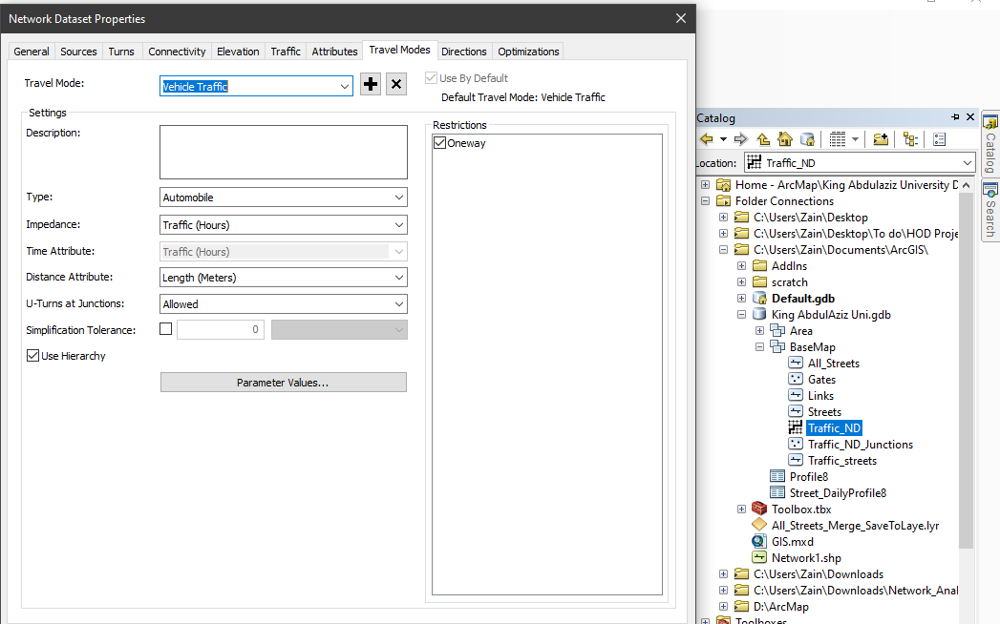 Network Dataset Properties
General Sources Turns Connectivity Elevation Traffic Attributes Travel Modes Directions Optimizations
Travel Mode:
Vehicle Traffic
Use By Default
Default Travel Mode: Vehicle Traffic
Settings
Description:
Type:
Automobile
Impedance:
Traffic (Hours)
Time Attribute:
Traffic (Hours)
Distance Attribute:
Length (Meters)
U-Turns at Junctions:
Allowed
Simplification Tolerance:
0
Use Hierarchy
Parameter Values...
Restrictions
Oneway
Catalog
Location:
Traffic_ND
Home - ArcMap\King Abdulaziz University D
Folder Connections
C:\Users\Zain\Desktop
C:\Users\Zain\Desktop\To do\HOD Proje
C:\Users\Zain\Documents\ArcGIS\
AddIns
scratch
Default.gdb
King AbdulAziz Uni.gdb
Area
BaseMap
All_Streets
Gates
Links
Streets
Traffic_ND
Traffic_ND_Junctions
Traffic_streets
Profile8
Street_DailyProfile8
Toolbox.tbx
All_Streets_Merge_SaveToLaye.lyr
GIS.mxd
Network1.shp
C:\Users\Zain\Downloads
C:\Users\Zain\Downloads\Network_Anal
D:\ArcMap
Toolboxes
Catalog
Search